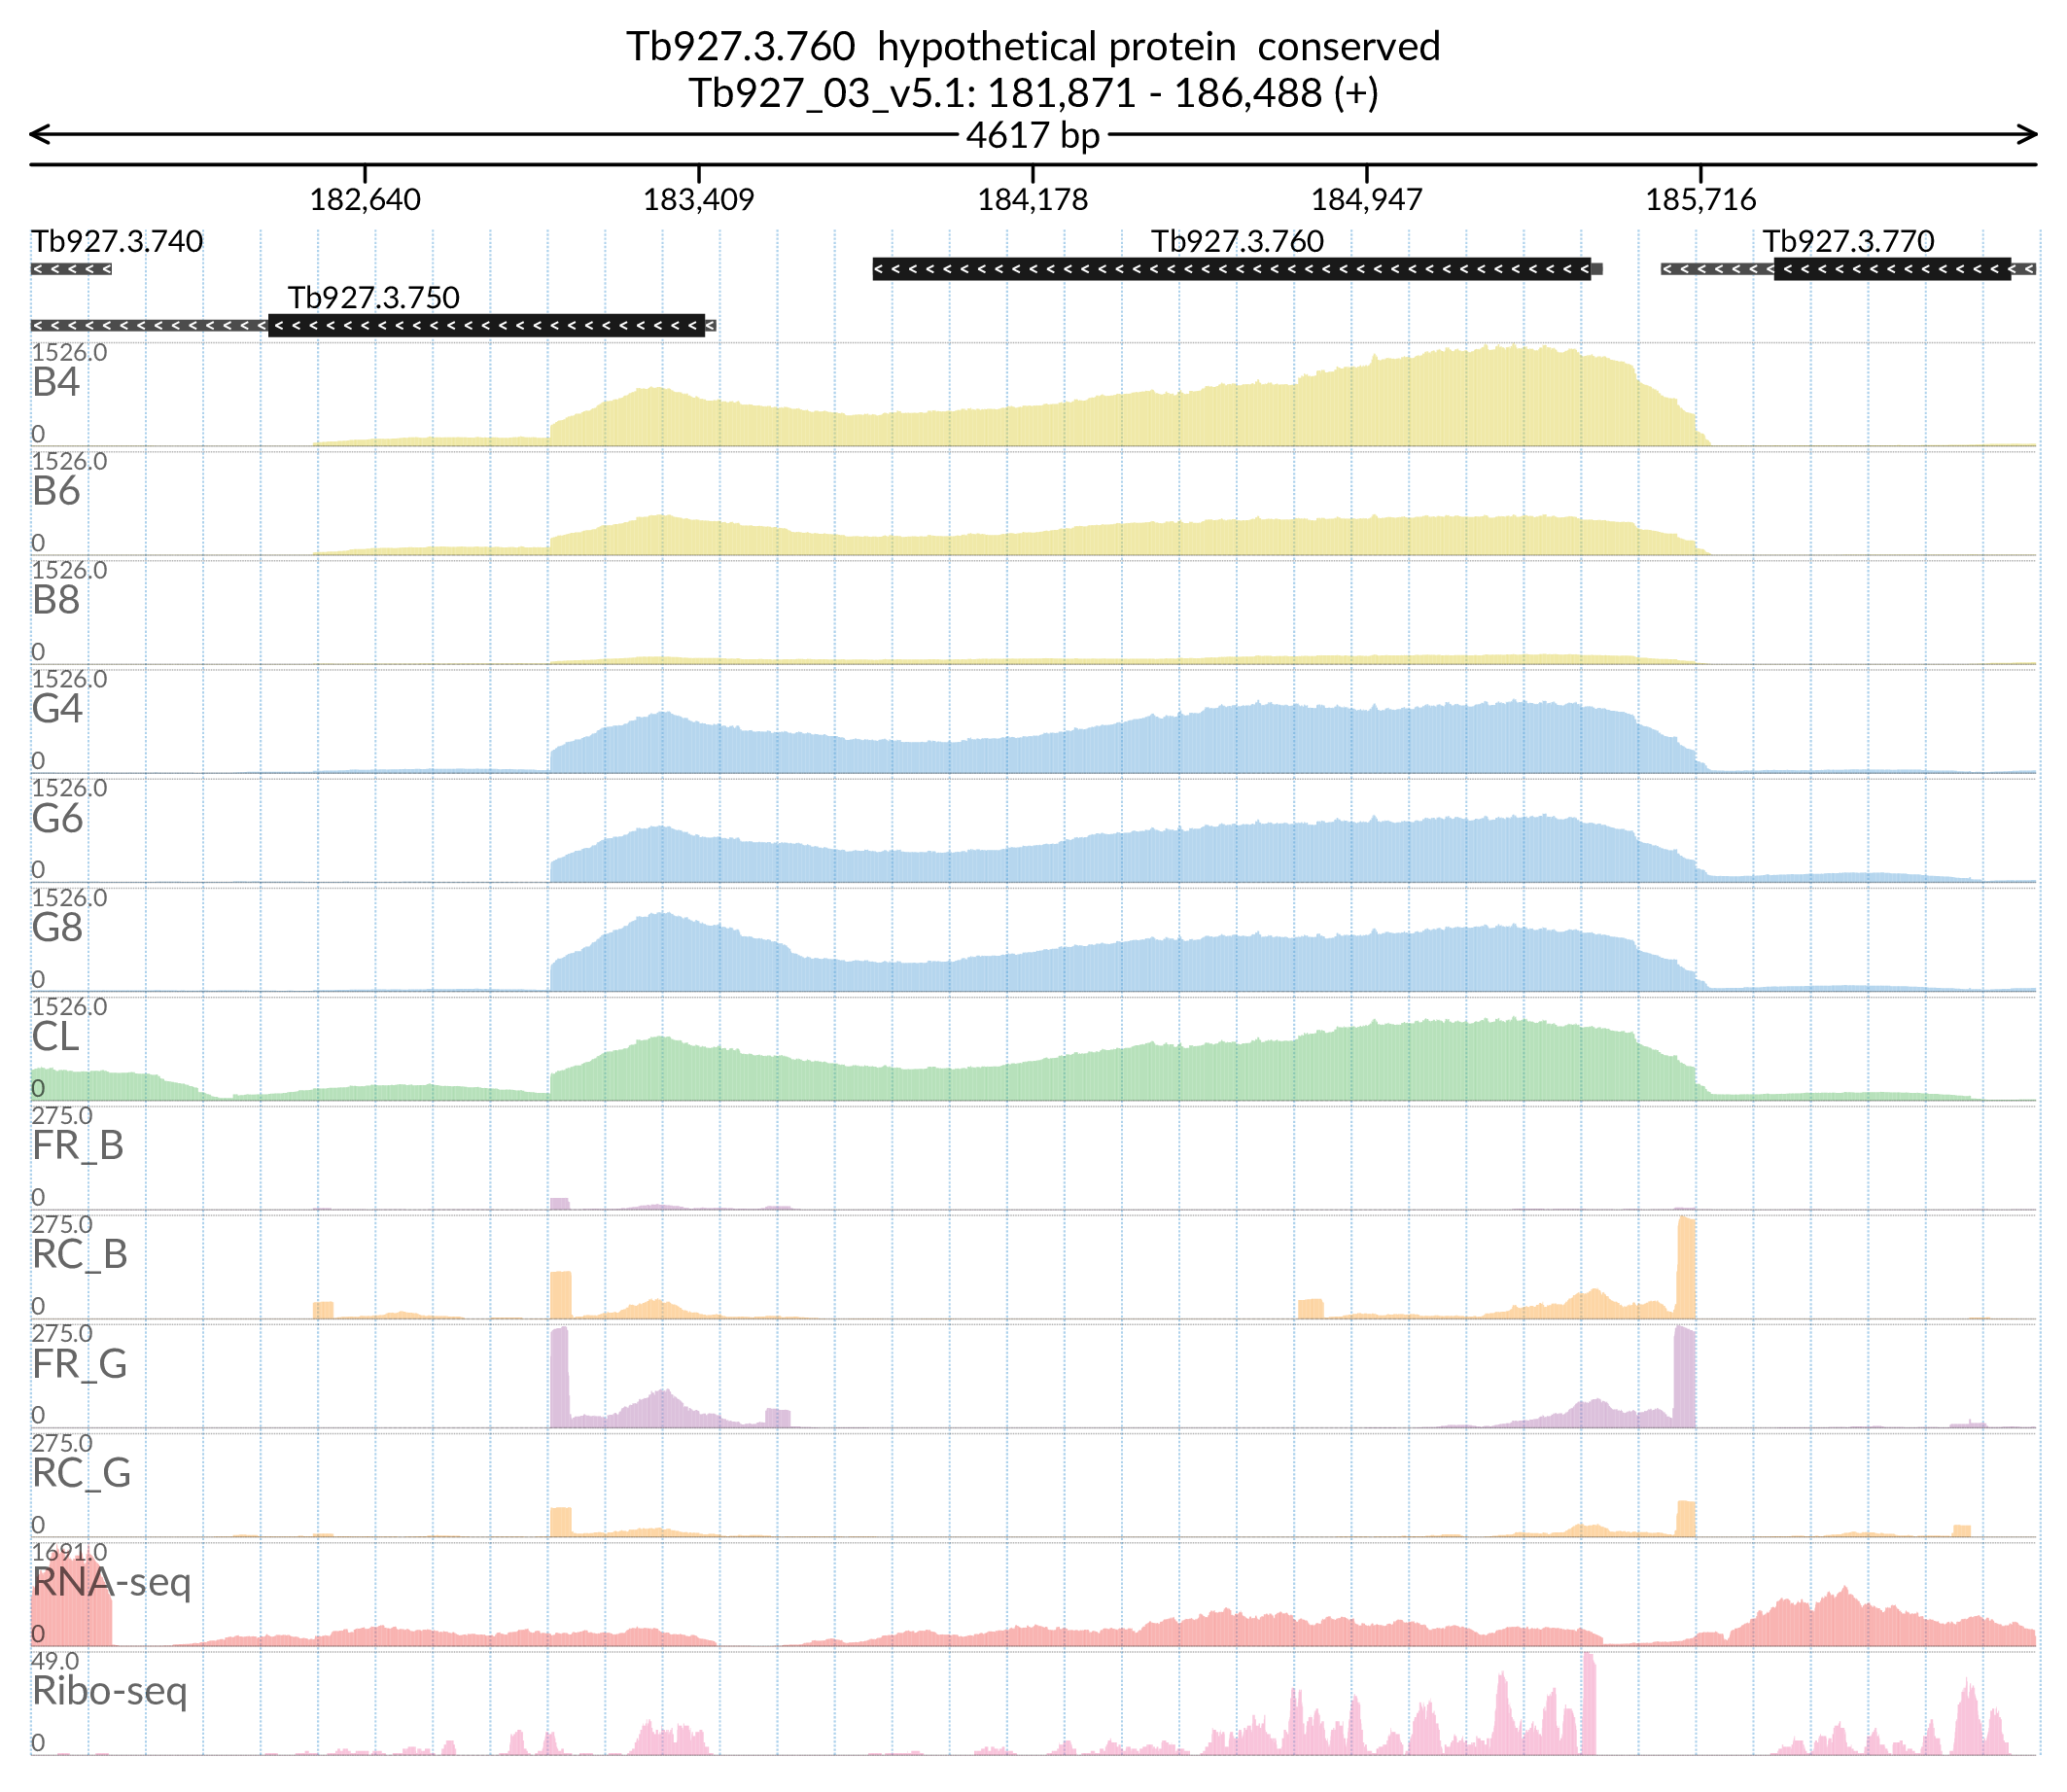 Tb927.3.760  hypothetical protein  conserved
Tb927_03_v5.1: 181,871 - 186,488 (+)
4617 bp
182,640 183,409 184,178 184,947 185,716
Tb927.3.740 Tb927.3.760 Tb927.3.770
Tb927.3.750
1526.0
B4
0
1526.0
B6
0
1526.0
B8
0
1526.0
G4
0
1526.0
G6
0
1526.0
G8
0
1526.0
CL
0
275.0
FR_B
0
275.0
RC_B
0
275.0
FR_G
0
275.0
RC_G
0
1691.0
RNA-seq
0
49.0
Ribo-seq
0